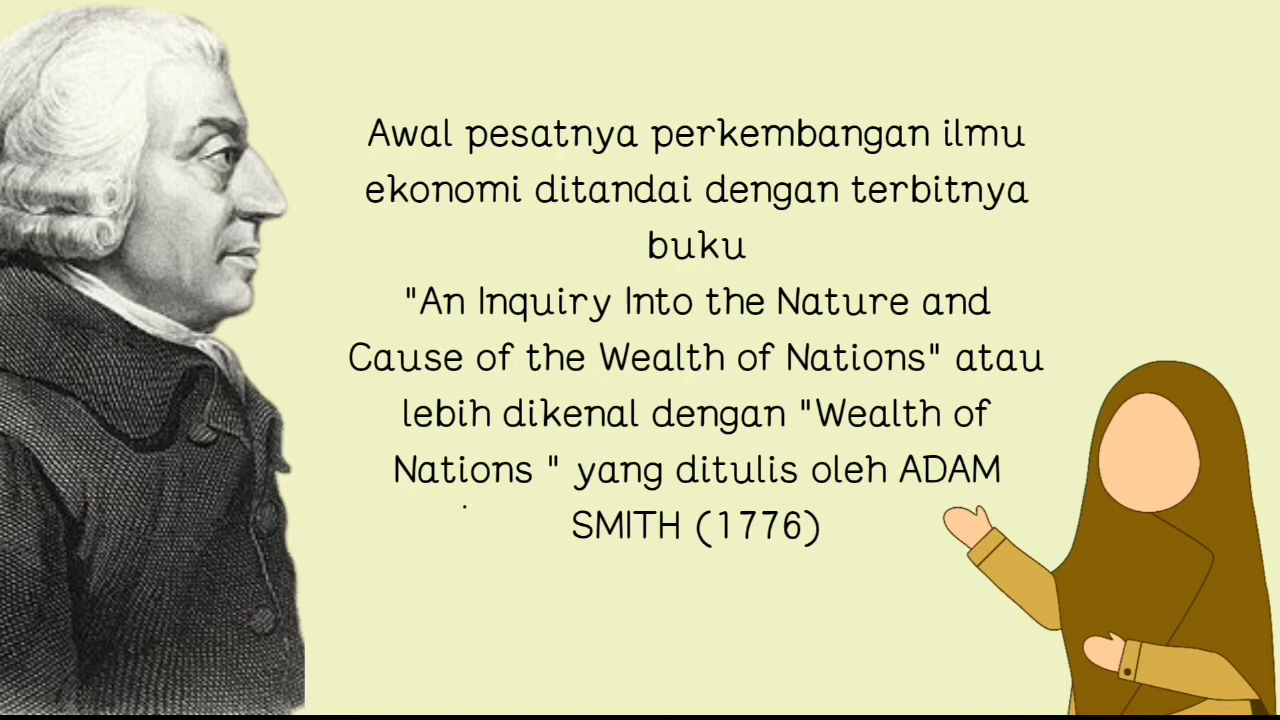 Awal pesatnya perkembangan ilmu
ekonomi ditandai dengan terbitnya
buku
"An Inquiry Into the Nature and
Cause of the Wealth of Nations" atau
lebih dikenal dengan "Wealth of
Nations " yang ditulis oleh ADAM
SMITH (1776)